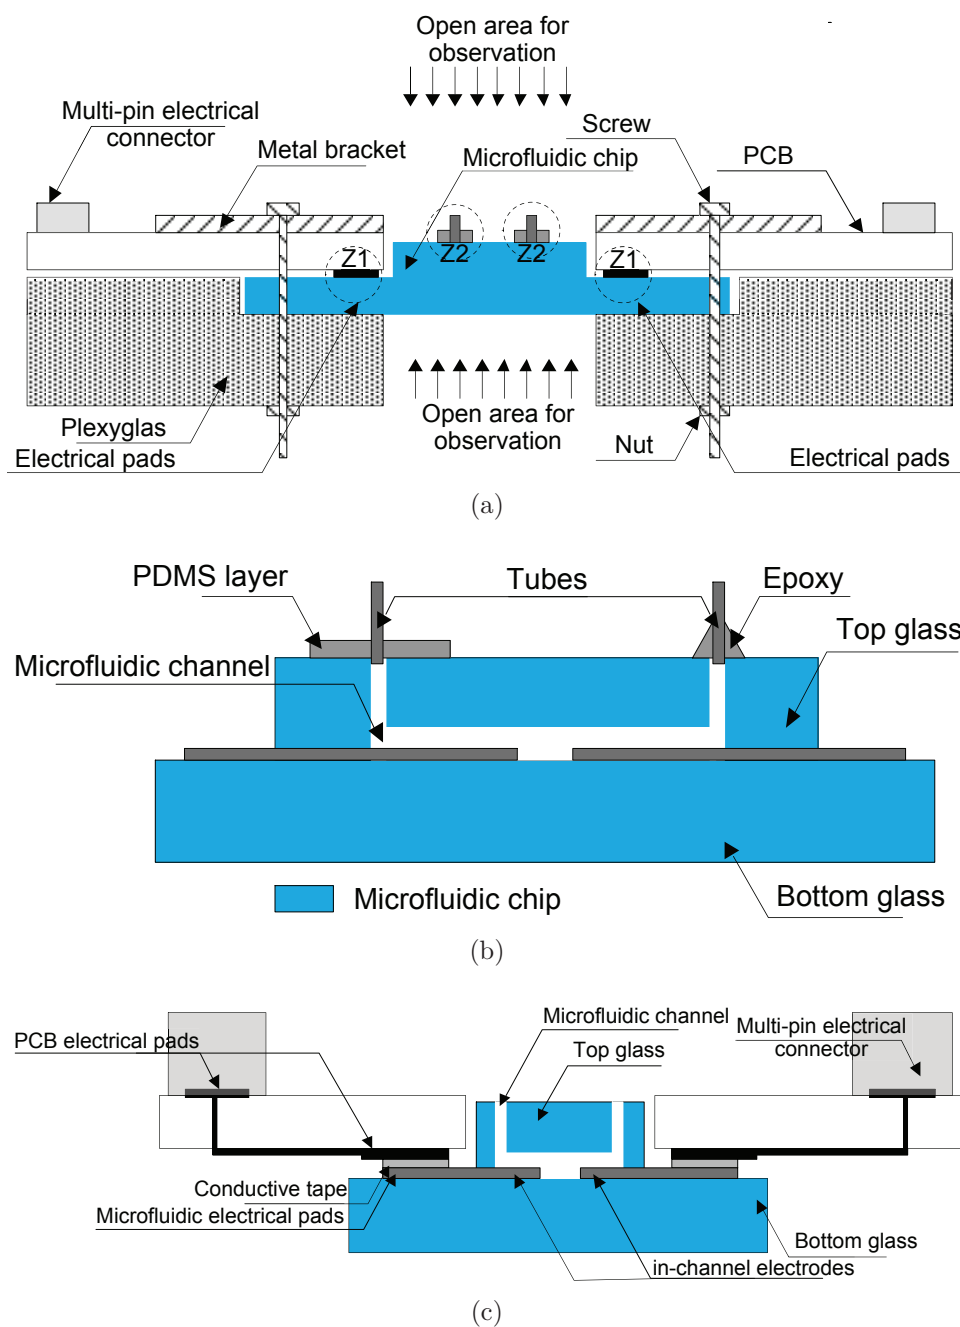 Open area for
observation
Multi-pin electrical
connector
Metal bracket
Microfluidic chip
Screw
PCB
Z2
Z2
Z1
Z1
Plexyglas
Electrical pads
Open area for
observation
Nut
Electrical pads
(a)
PDMS layer
Tubes
Epoxy
Top glass
Microfluidic channel
Bottom glass
Microfluidic chip
(b)
Microfluidic channel
PCB electrical pads
Top glass
Multi-pin electrical
connector
Conductive tape
Microfluidic electrical pads
Bottom glass
in-channel electrodes
(c)